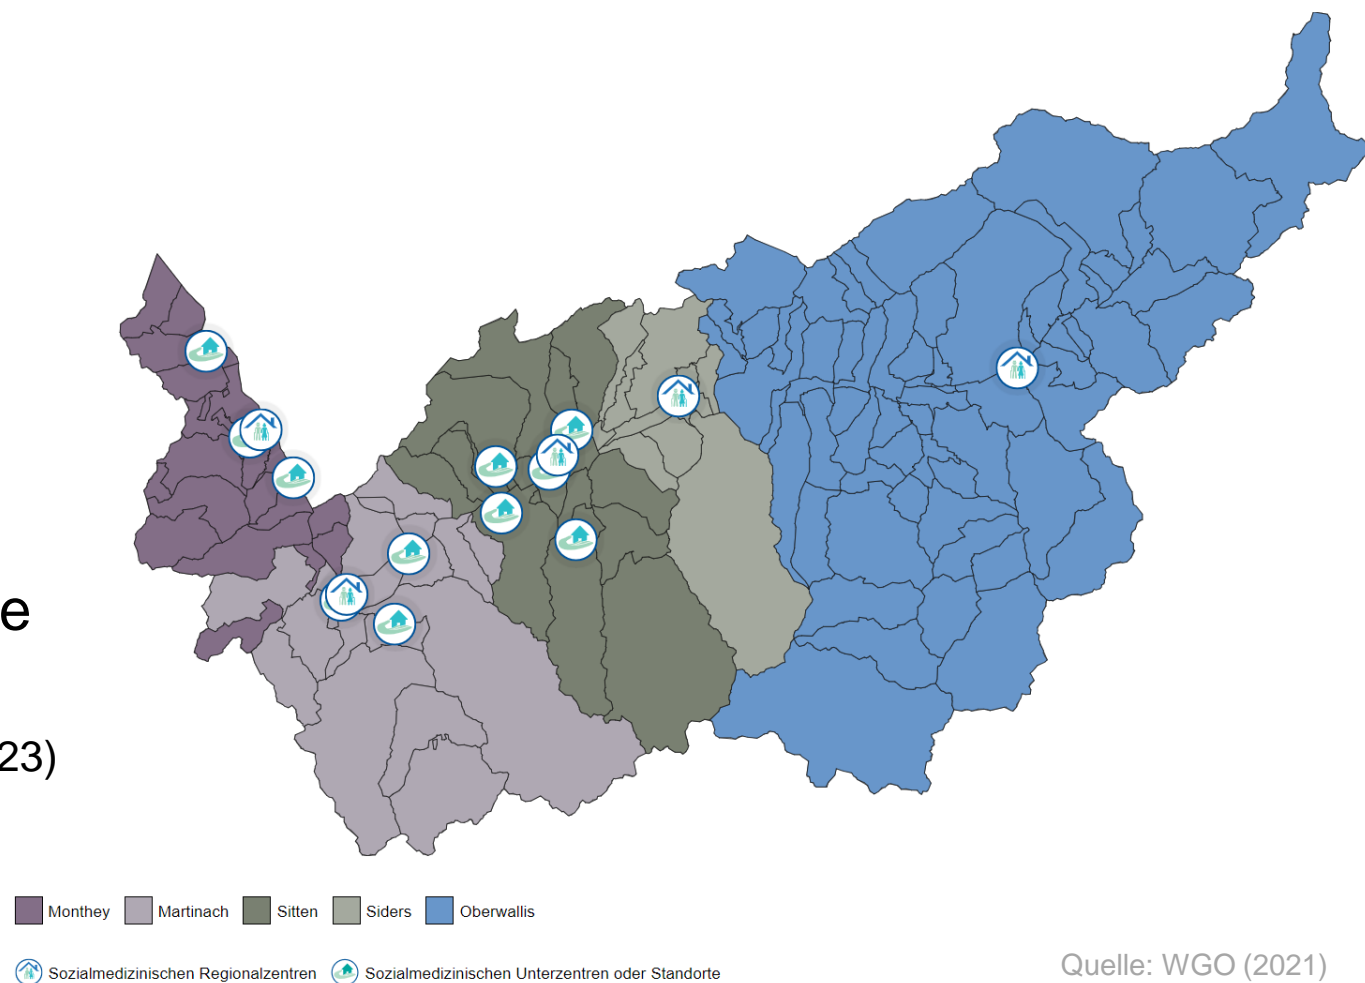 e
23)
Monthey Martinach Sitten Siders Oberwallis
Sozialmedizinischen Regionalzentren Sozialmedizinischen Unterzentren oder Standorte
Quelle: WGO (2021)